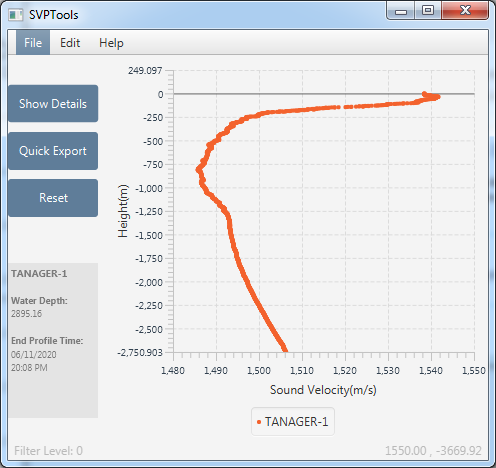 SVPTools
File Edit Help
Show Details
Quick Export
Reset
TANAGER-1
Water Depth:
2895.16
End Profile Time:
06/11/2020
20:08 PM
Height(m)
249.097
0
-250
-500
-750
-1,000
-1,250
-1,500
-1,750
-2,000
-2,250
-2,500
-2,750.903
1,480 1,490 1,500 1,510 1,520 1,530 1,540 1,550
Sound Velocity(m/s)
TANAGER-1
Filter Level: 0
1550.00 , -3669.92